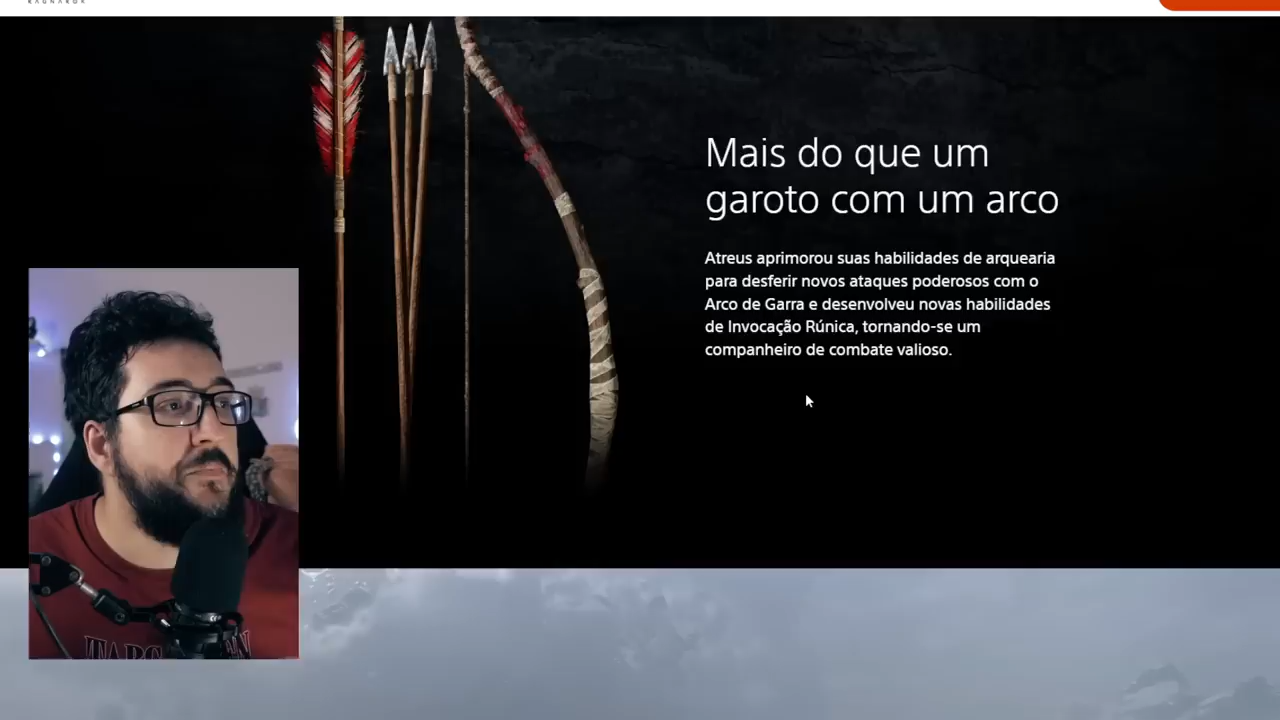 RAGNARÖK
Mais do que um
garoto com um arco
Atreus aprimorou suas habilidades de arquearia
para desferir novos ataques poderosos com o
Arco de Garra e desenvolveu novas habilidades
de Invocação Rúnica, tornando-se um
companheiro de combate valioso.